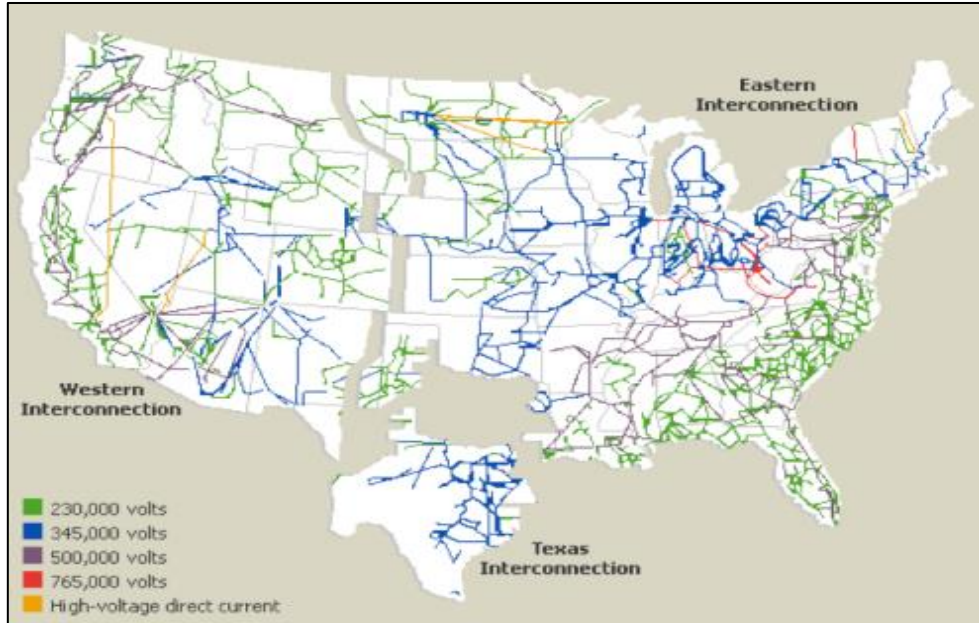 Eastern
Interconnection
Western
Interconnection
Texas
Interconnection
230,000 volts
345,000 volts
500,000 volts
765,000 volts
High-voltage direct current